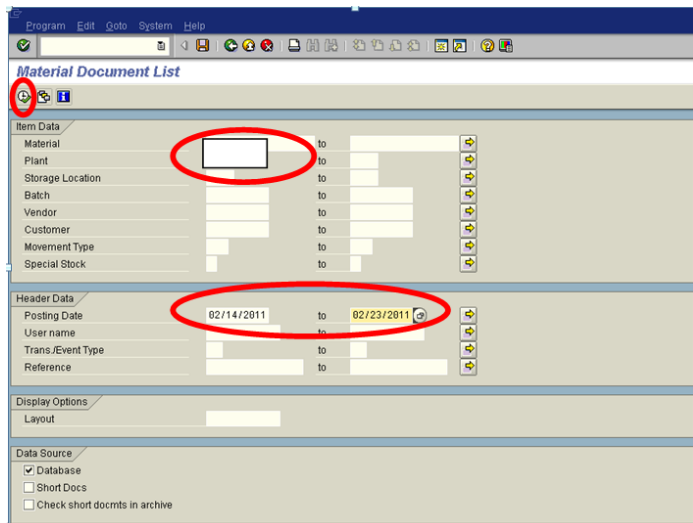 Program Edit Goto System Help
Material Document List
Item Data
Material to
Plant to
Storage Location to
Batch to
Vendor to
Customer to
Movement Type to
Special Stock to
Header Data
Posting Date 02/14/2011 to 02/23/2011
User name to
Trans./Event Type to
Reference to
Display Options
Layout
Data Source
Database
Short Docs
Check short docmts in archive